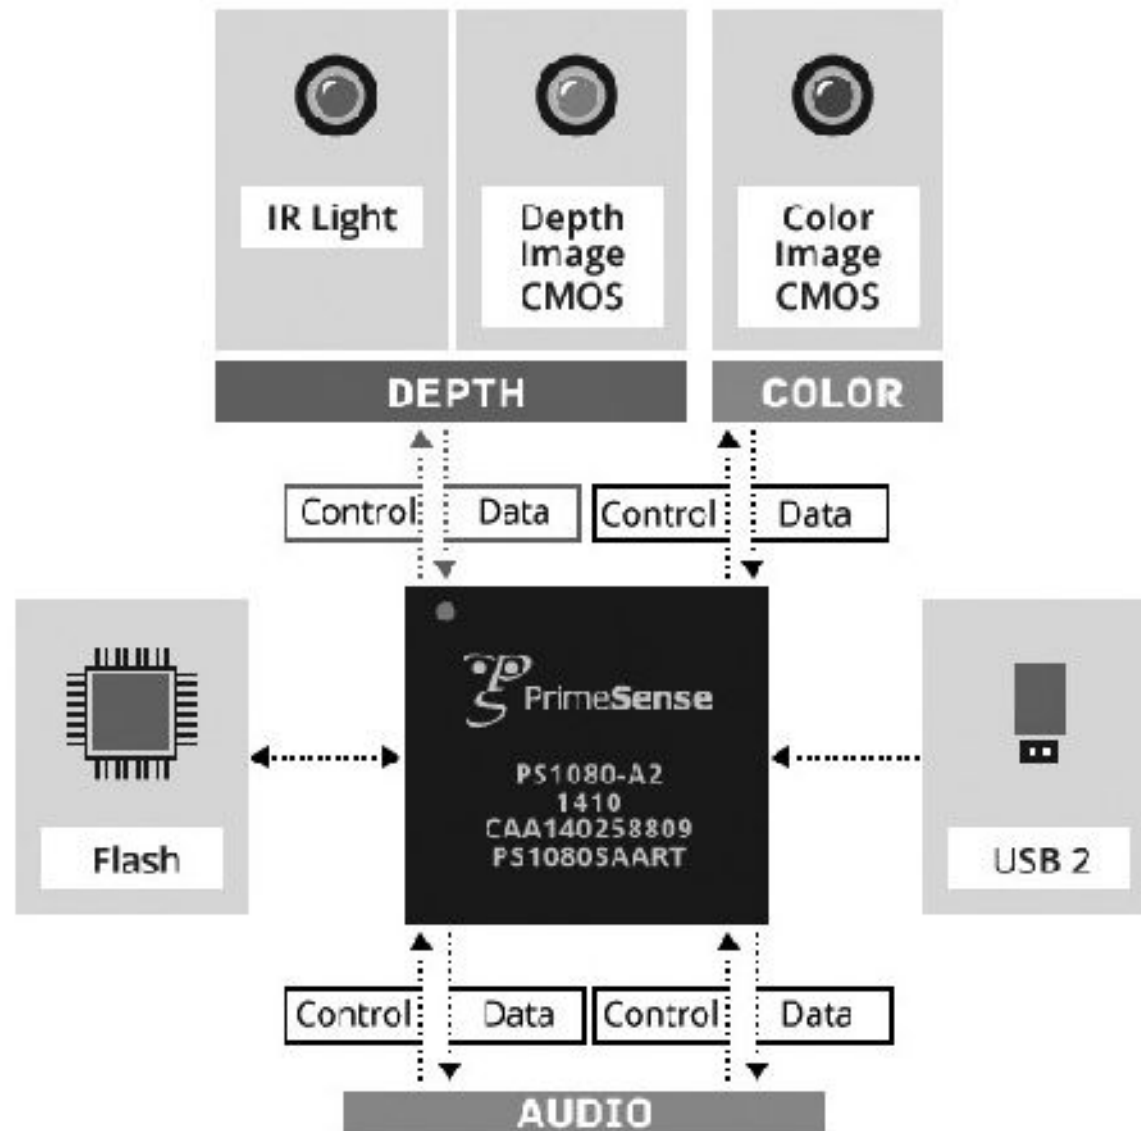 IR Light
Depth
Image
CMOS
Color
Image
CMOS
DEPTH
COLOR
Control
Data
Control
Data
PrimeSense
PS1080-A2
1410
CAA140258809
PS10805AART
Flash
USB 2
Control
Data
Control
Data
AUDIO